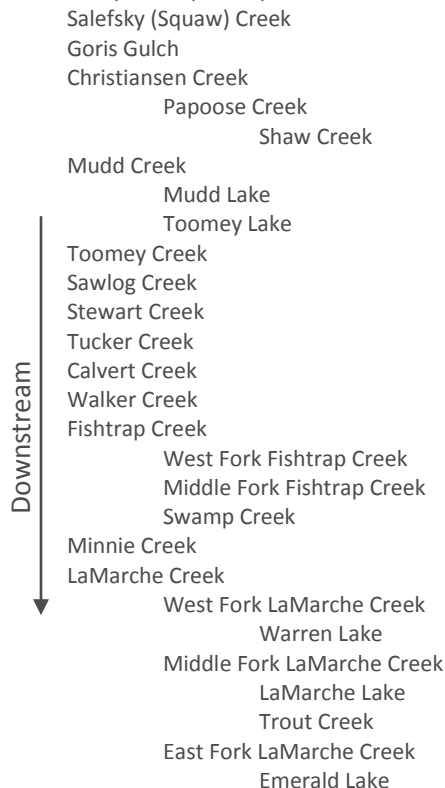 Salefsky (Squaw) Creek
Goris Gulch
Christiansen Creek
Papoose Creek
Shaw Creek
Mudd Creek
Mudd Lake
Toomey Lake
Toomey Creek
Sawlog Creek
Stewart Creek
Tucker Creek
Calvert Creek
Walker Creek
Fishtrap Creek
West Fork Fishtrap Creek
Middle Fork Fishtrap Creek
Swamp Creek
Minnie Creek
LaMarche Creek
West Fork LaMarche Creek
Warren Lake
Middle Fork LaMarche Creek
LaMarche Lake
Trout Creek
East Fork LaMarche Creek
Emerald Lake
Downstream